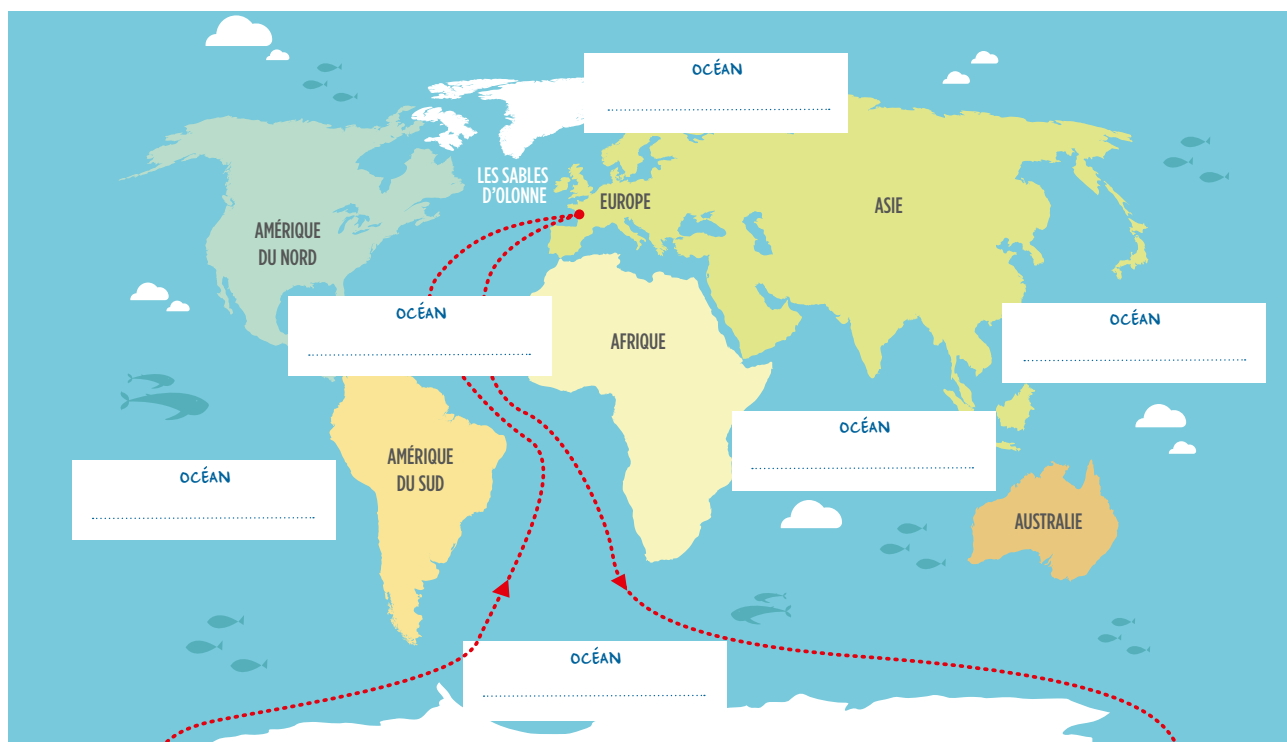 OCÉAN
LES SABLES
D'OLONNE
EUROPE
ASIE
AMÉRIQUE
DU NORD
OCÉAN
OCÉAN
AFRIQUE
OCÉAN
AMÉRIQUE
DU SUD
OCÉAN
AUSTRALIE
OCÉAN